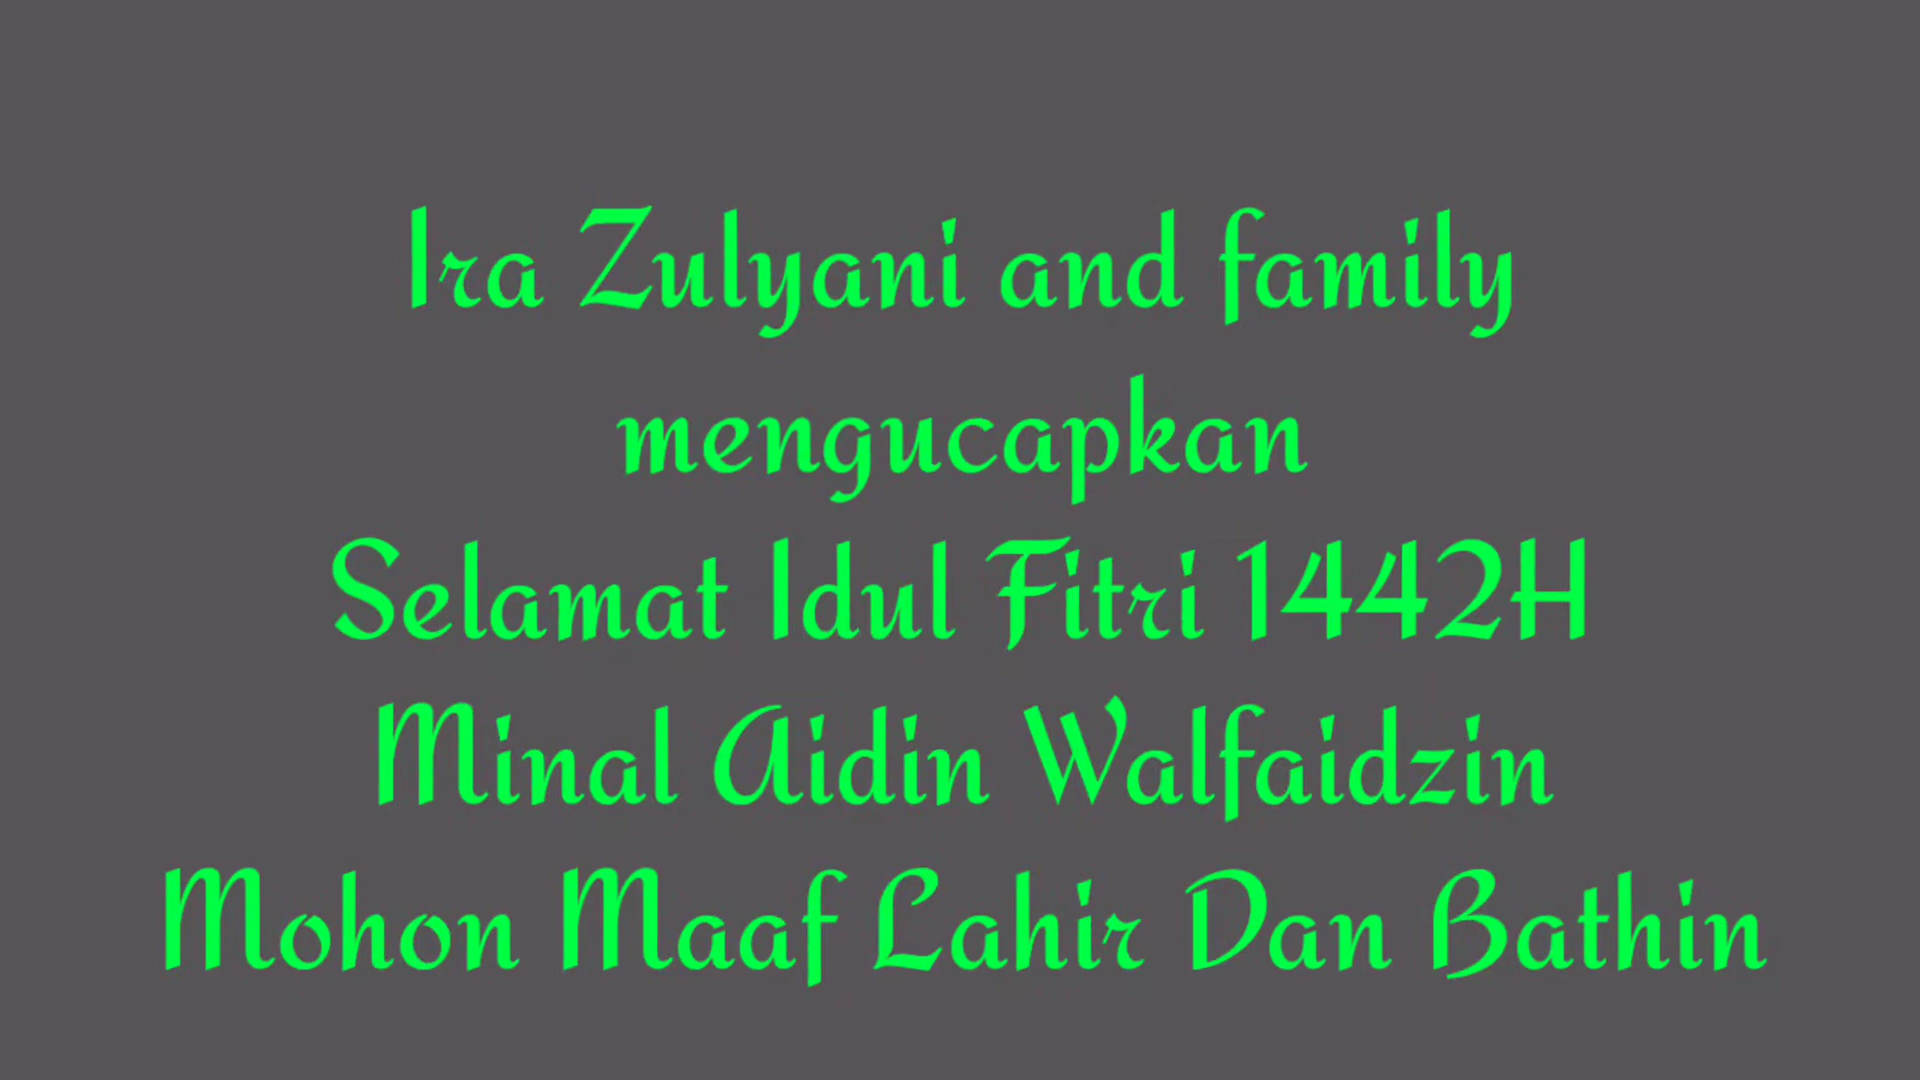 Ira Zulyani and family
mengucapkan
Selamat Idul Fitri 1442H
Minal Aidin Walfaidzin
Mohon Maaf Lahir Dan Bathin